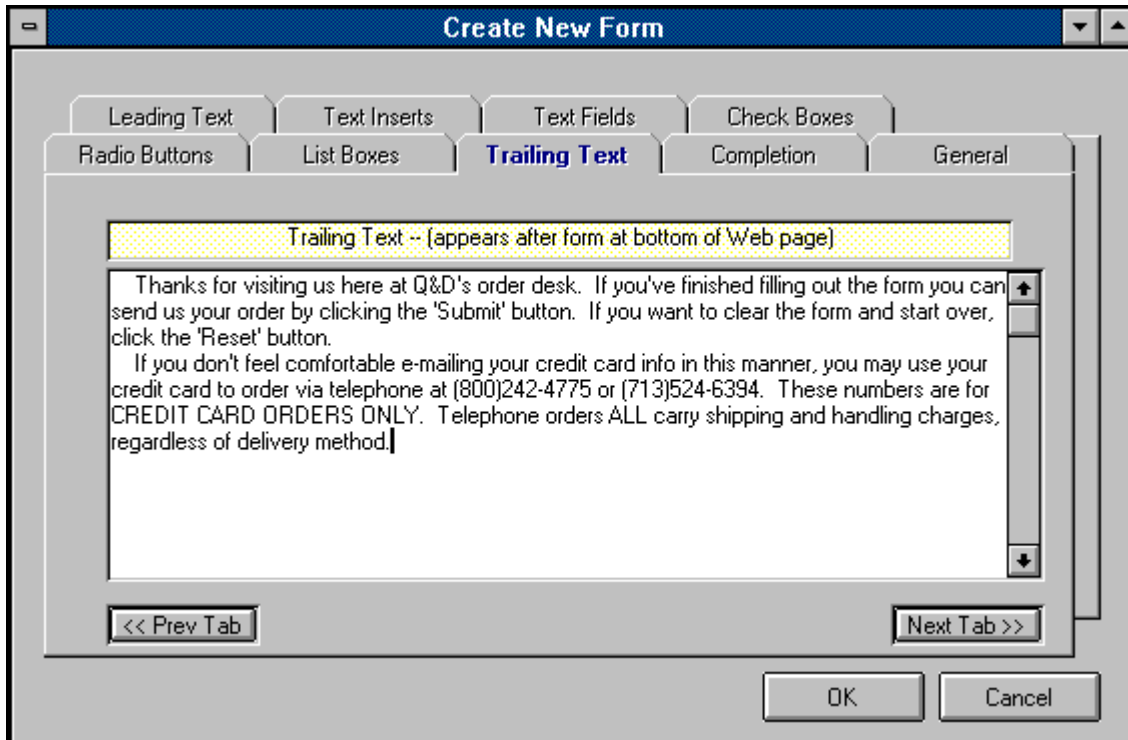 Create New Form
Leading Text Text Inserts Text Fields Check Boxes
Radio Buttons List Boxes Trailing Text Completion General
Trailing Text -- (appears after form at bottom of Web page)
Thanks for visiting us here at Q&D's order desk.  If you've finished filling out the form you can
send us your order by clicking the 'Submit' button.  If you want to clear the form and start over,
click the 'Reset' button.
If you don't feel comfortable e-mailing your credit card info in this manner, you may use your
credit card to order via telephone at (800)242-4775 or (713)524-6394.  These numbers are for
CREDIT CARD ORDERS ONLY.  Telephone orders ALL carry shipping and handling charges,
regardless of delivery method.
<< Prev Tab Next Tab >>
OK Cancel